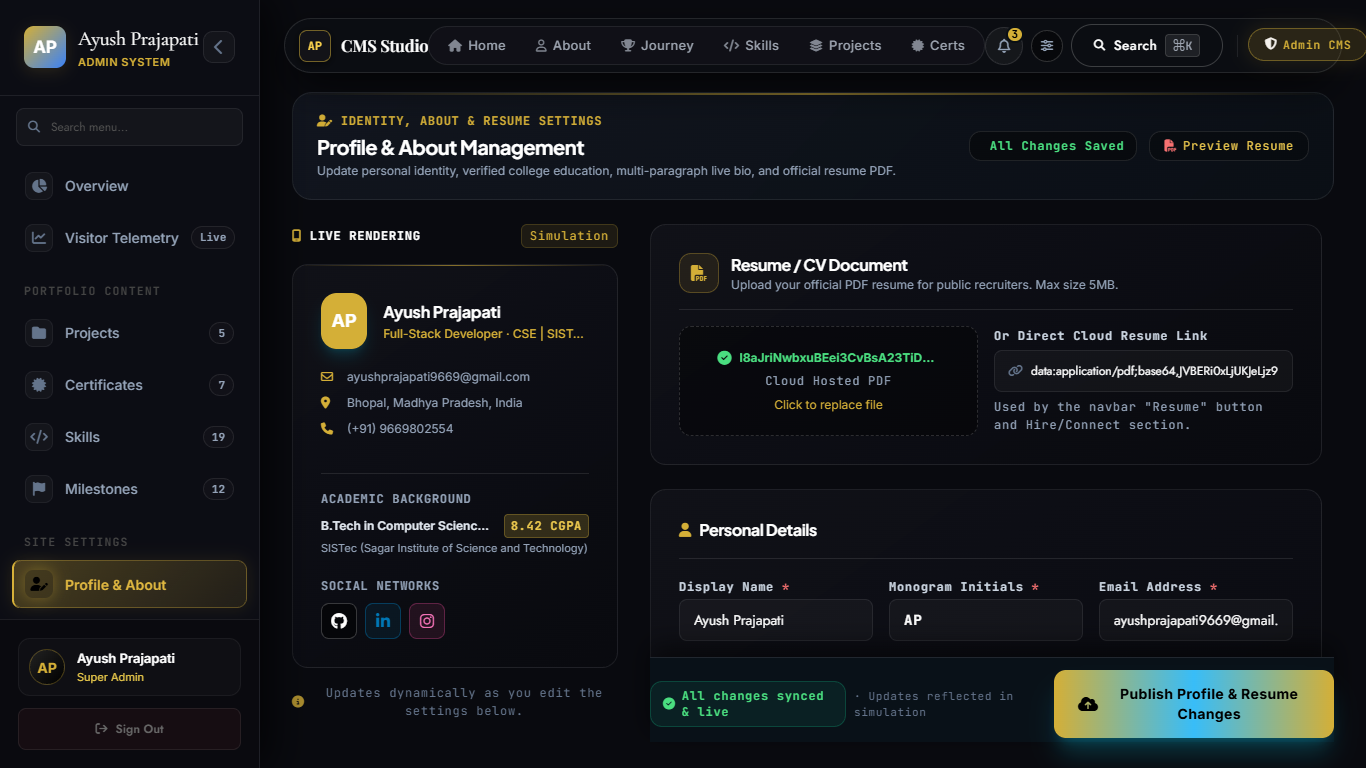 AP
Ayush Prajapati
ADMIN SYSTEM
Search menu...
Overview
Visitor Telemetry Live
PORTFOLIO CONTENT
Projects 5
Certificates 7
Skills 19
Milestones 12
SITE SETTINGS
Profile & About
AP
Ayush Prajapati
Super Admin
Sign Out
AP CMS Studio Home About Journey Skills Projects Certs 3 Search ⌘K Admin CMS
IDENTITY, ABOUT & RESUME SETTINGS
Profile & About Management
Update personal identity, verified college education, multi-paragraph live bio, and official resume PDF.
All Changes Saved
Preview Resume
LIVE RENDERING
Simulation
AP
Ayush Prajapati
Full-Stack Developer · CSE | SIST...
ayushprajapati9669@gmail.com
Bhopal, Madhya Pradesh, India
(+91) 9669802554
ACADEMIC BACKGROUND
B.Tech in Computer Scienc... 8.42 CGPA
SISTec (Sagar Institute of Science and Technology)
SOCIAL NETWORKS
in
Updates dynamically as you edit the
settings below.
PDF
Resume / CV Document
Upload your official PDF resume for public recruiters. Max size 5MB.
l8aJriNwbxuBEei3CvBsA23TiD...
Cloud Hosted PDF
Click to replace file
Or Direct Cloud Resume Link
data:application/pdf;base64,JVBERi0xLjUKJeLjz9
Used by the navbar "Resume" button
and Hire/Connect section.
Personal Details
Display Name *
Ayush Prajapati
Monogram Initials *
AP
Email Address *
ayushprajapati9669@gmail.
All changes synced
& live
· Updates reflected in
simulation
Publish Profile & Resume
Changes